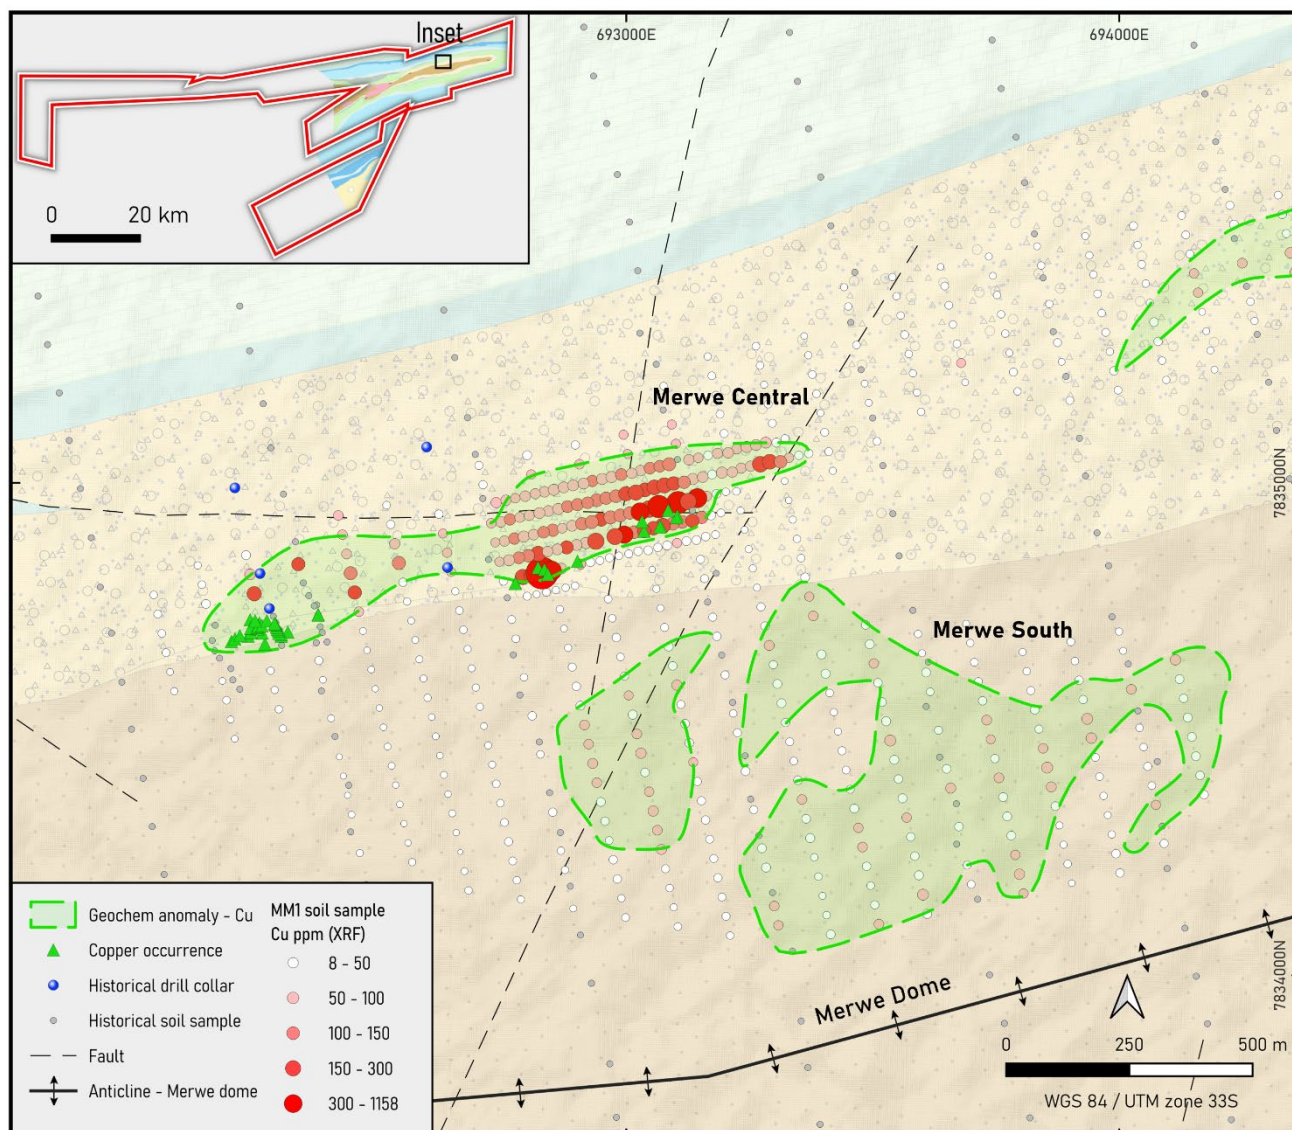 Inset
0 20 km
693000E
694000E
Merwe Central
7835000N
Merwe South
7834000N
Merwe Dome
Geochem anomaly - Cu
Copper occurrence
Historical drill collar
Historical soil sample
Fault
Anticline - Merwe dome
MM1 soil sample
Cu ppm (XRF)
8 - 50
50 - 100
100 - 150
150 - 300
300 - 1158
0 250 500 m
WGS 84 / UTM zone 33S